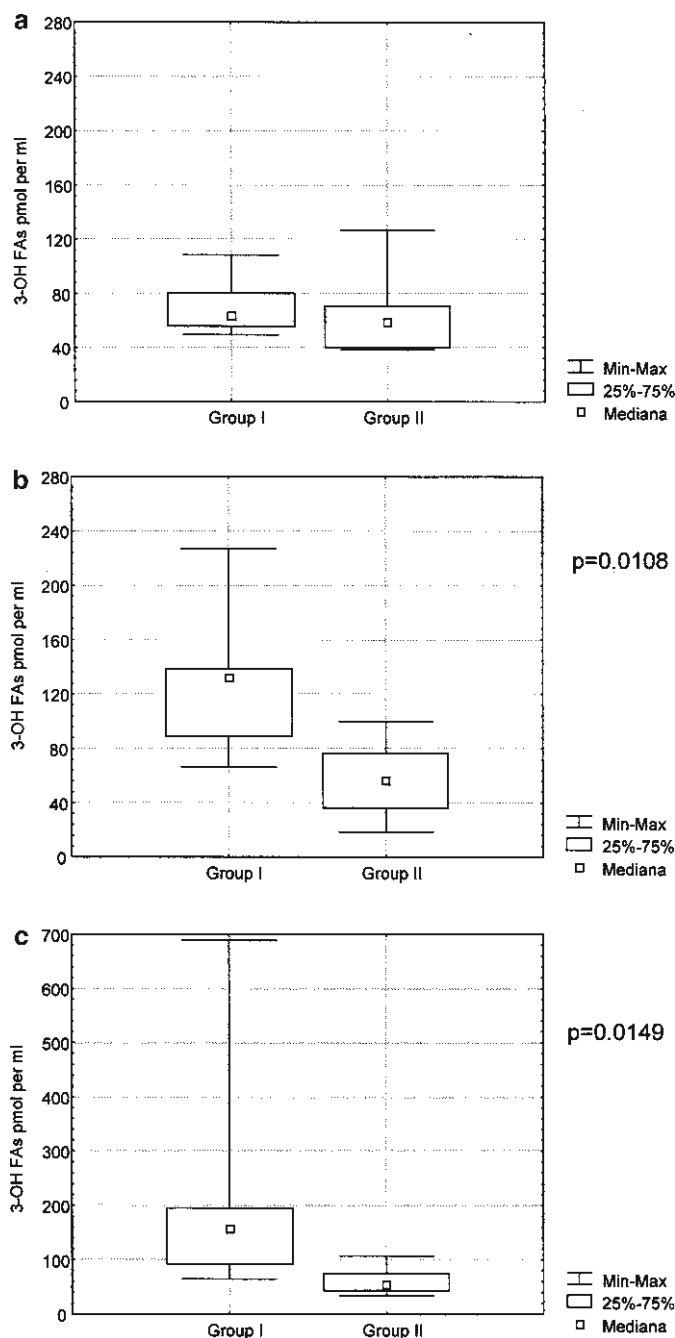 a
280
240
200
160
120
80
40
0
3-OH FAs pmol per ml
Group I
Group II
Min-Max
25%-75%
Mediana
b
280
240
200
160
120
80
40
0
3-OH FAs pmol per ml
Group I
Group II
p=0.0108
Min-Max
25%-75%
Mediana
c
700
600
500
400
300
200
100
0
3-OH FAs pmol per ml
Group I
Group II
p=0.0149
Min-Max
25%-75%
Mediana